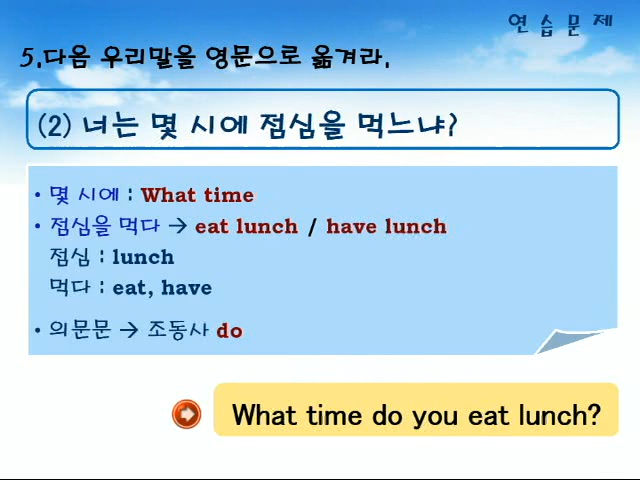 연습문제
5.다음 우리말을 영문으로 옮겨라.
(2) 너는 몇 시에 점심을 먹느냐?
• 몇 시에 : What time
• 점심을 먹다 → eat lunch / have lunch
점심 : lunch
먹다 : eat, have
• 의문문 → 조동사 do
What time do you eat lunch?